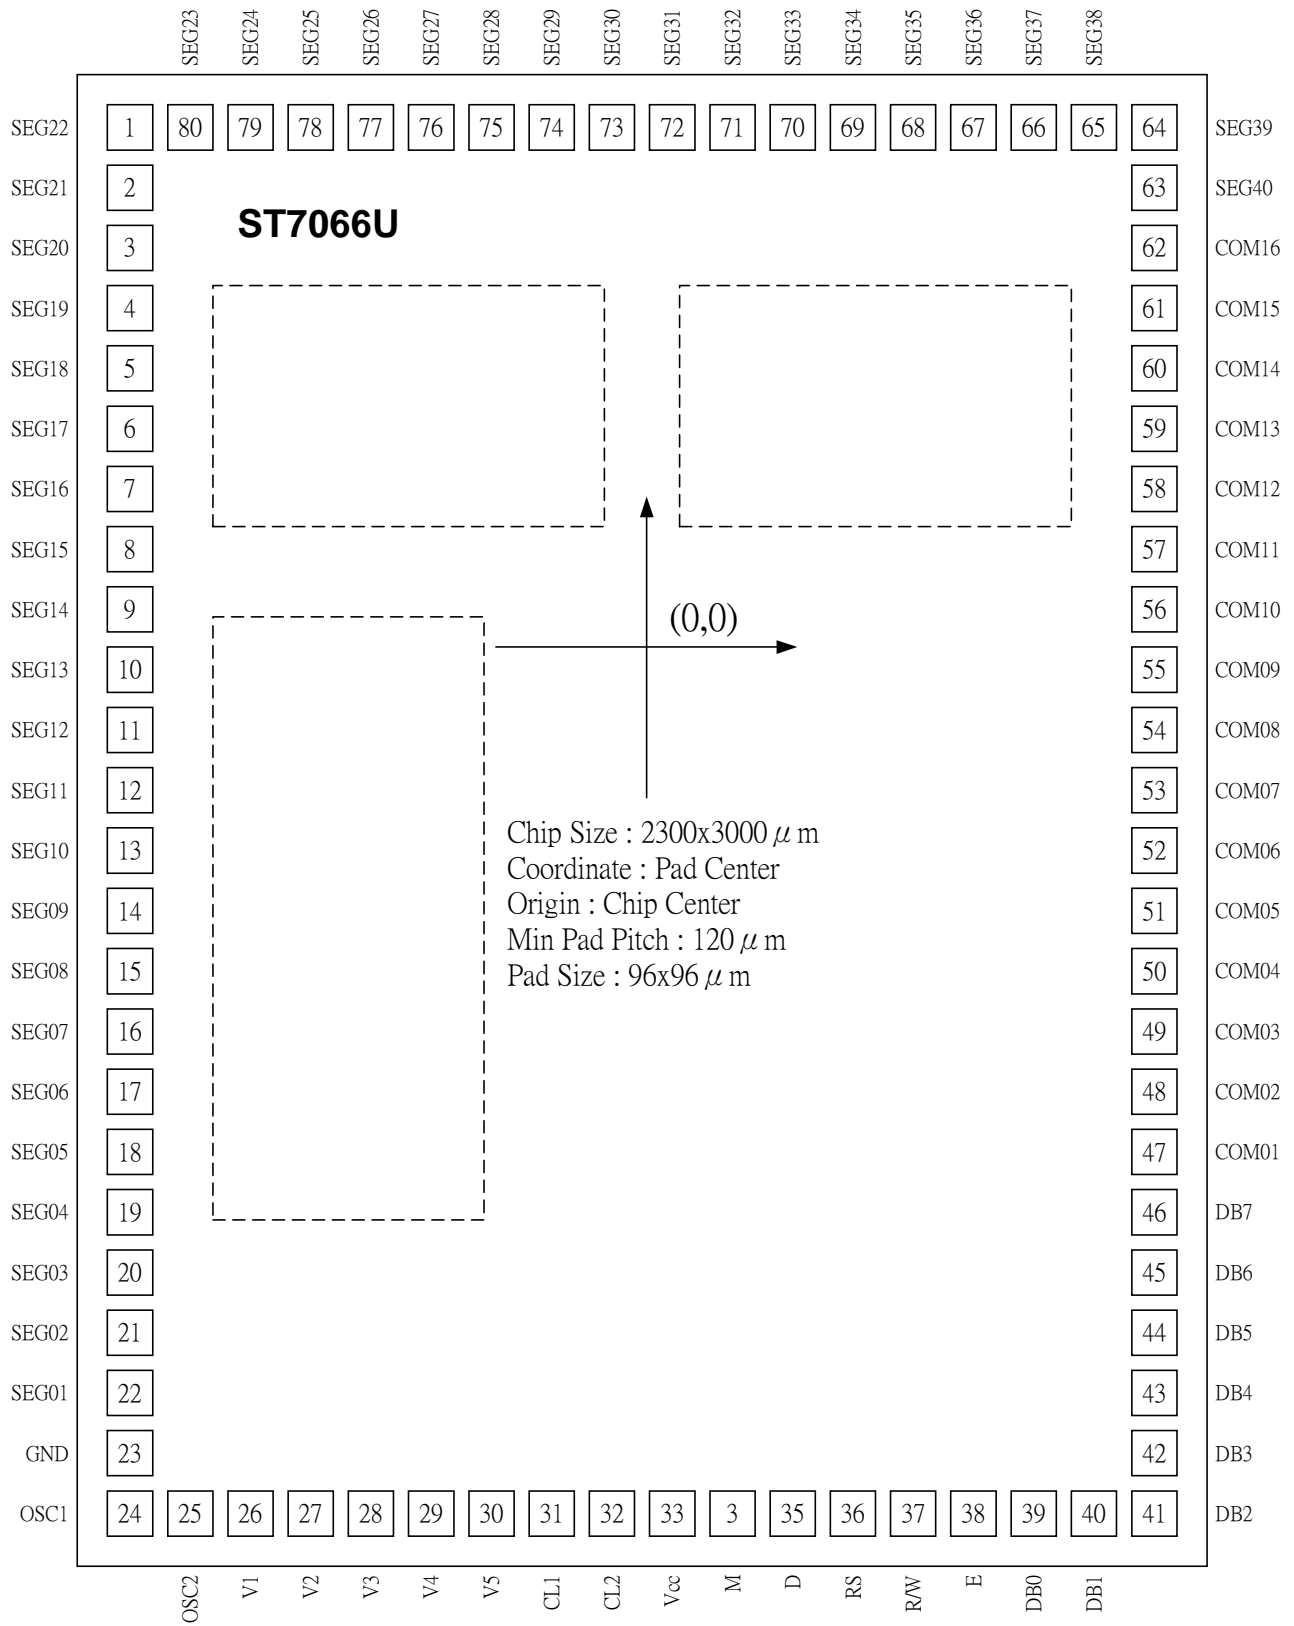 SEG23 SEG24 SEG25 SEG26 SEG27 SEG28 SEG29 SEG30 SEG31 SEG32 SEG33 SEG34 SEG35 SEG36 SEG37 SEG38
SEG22 1 80 79 78 77 76 75 74 73 72 71 70 69 68 67 66 65 64 SEG39
SEG21 2 63 SEG40
ST7066U
SEG20 3 62 COM16
SEG19 4 61 COM15
SEG18 5 60 COM14
SEG17 6 59 COM13
SEG16 7 58 COM12
SEG15 8 57 COM11
SEG14 9 (0,0) 56 COM10
SEG13 10 55 COM09
SEG12 11 54 COM08
SEG11 12 53 COM07
Chip Size : 2300x3000 μ m
SEG10 13 52 COM06
Coordinate : Pad Center
Origin : Chip Center
SEG09 14 51 COM05
Min Pad Pitch : 120 μ m
SEG08 15 Pad Size : 96x96 μ m 50 COM04
SEG07 16 49 COM03
SEG06 17 48 COM02
SEG05 18 47 COM01
SEG04 19 46 DB7
SEG03 20 45 DB6
SEG02 21 44 DB5
SEG01 22 43 DB4
GND 23 42 DB3
OSC1 24 25 26 27 28 29 30 31 32 33 3 35 36 37 38 39 40 41 DB2
OSC2 V1 V2 V3 V4 V5 CL1 CL2 Vcc M D RS R/W E DB0 DB1